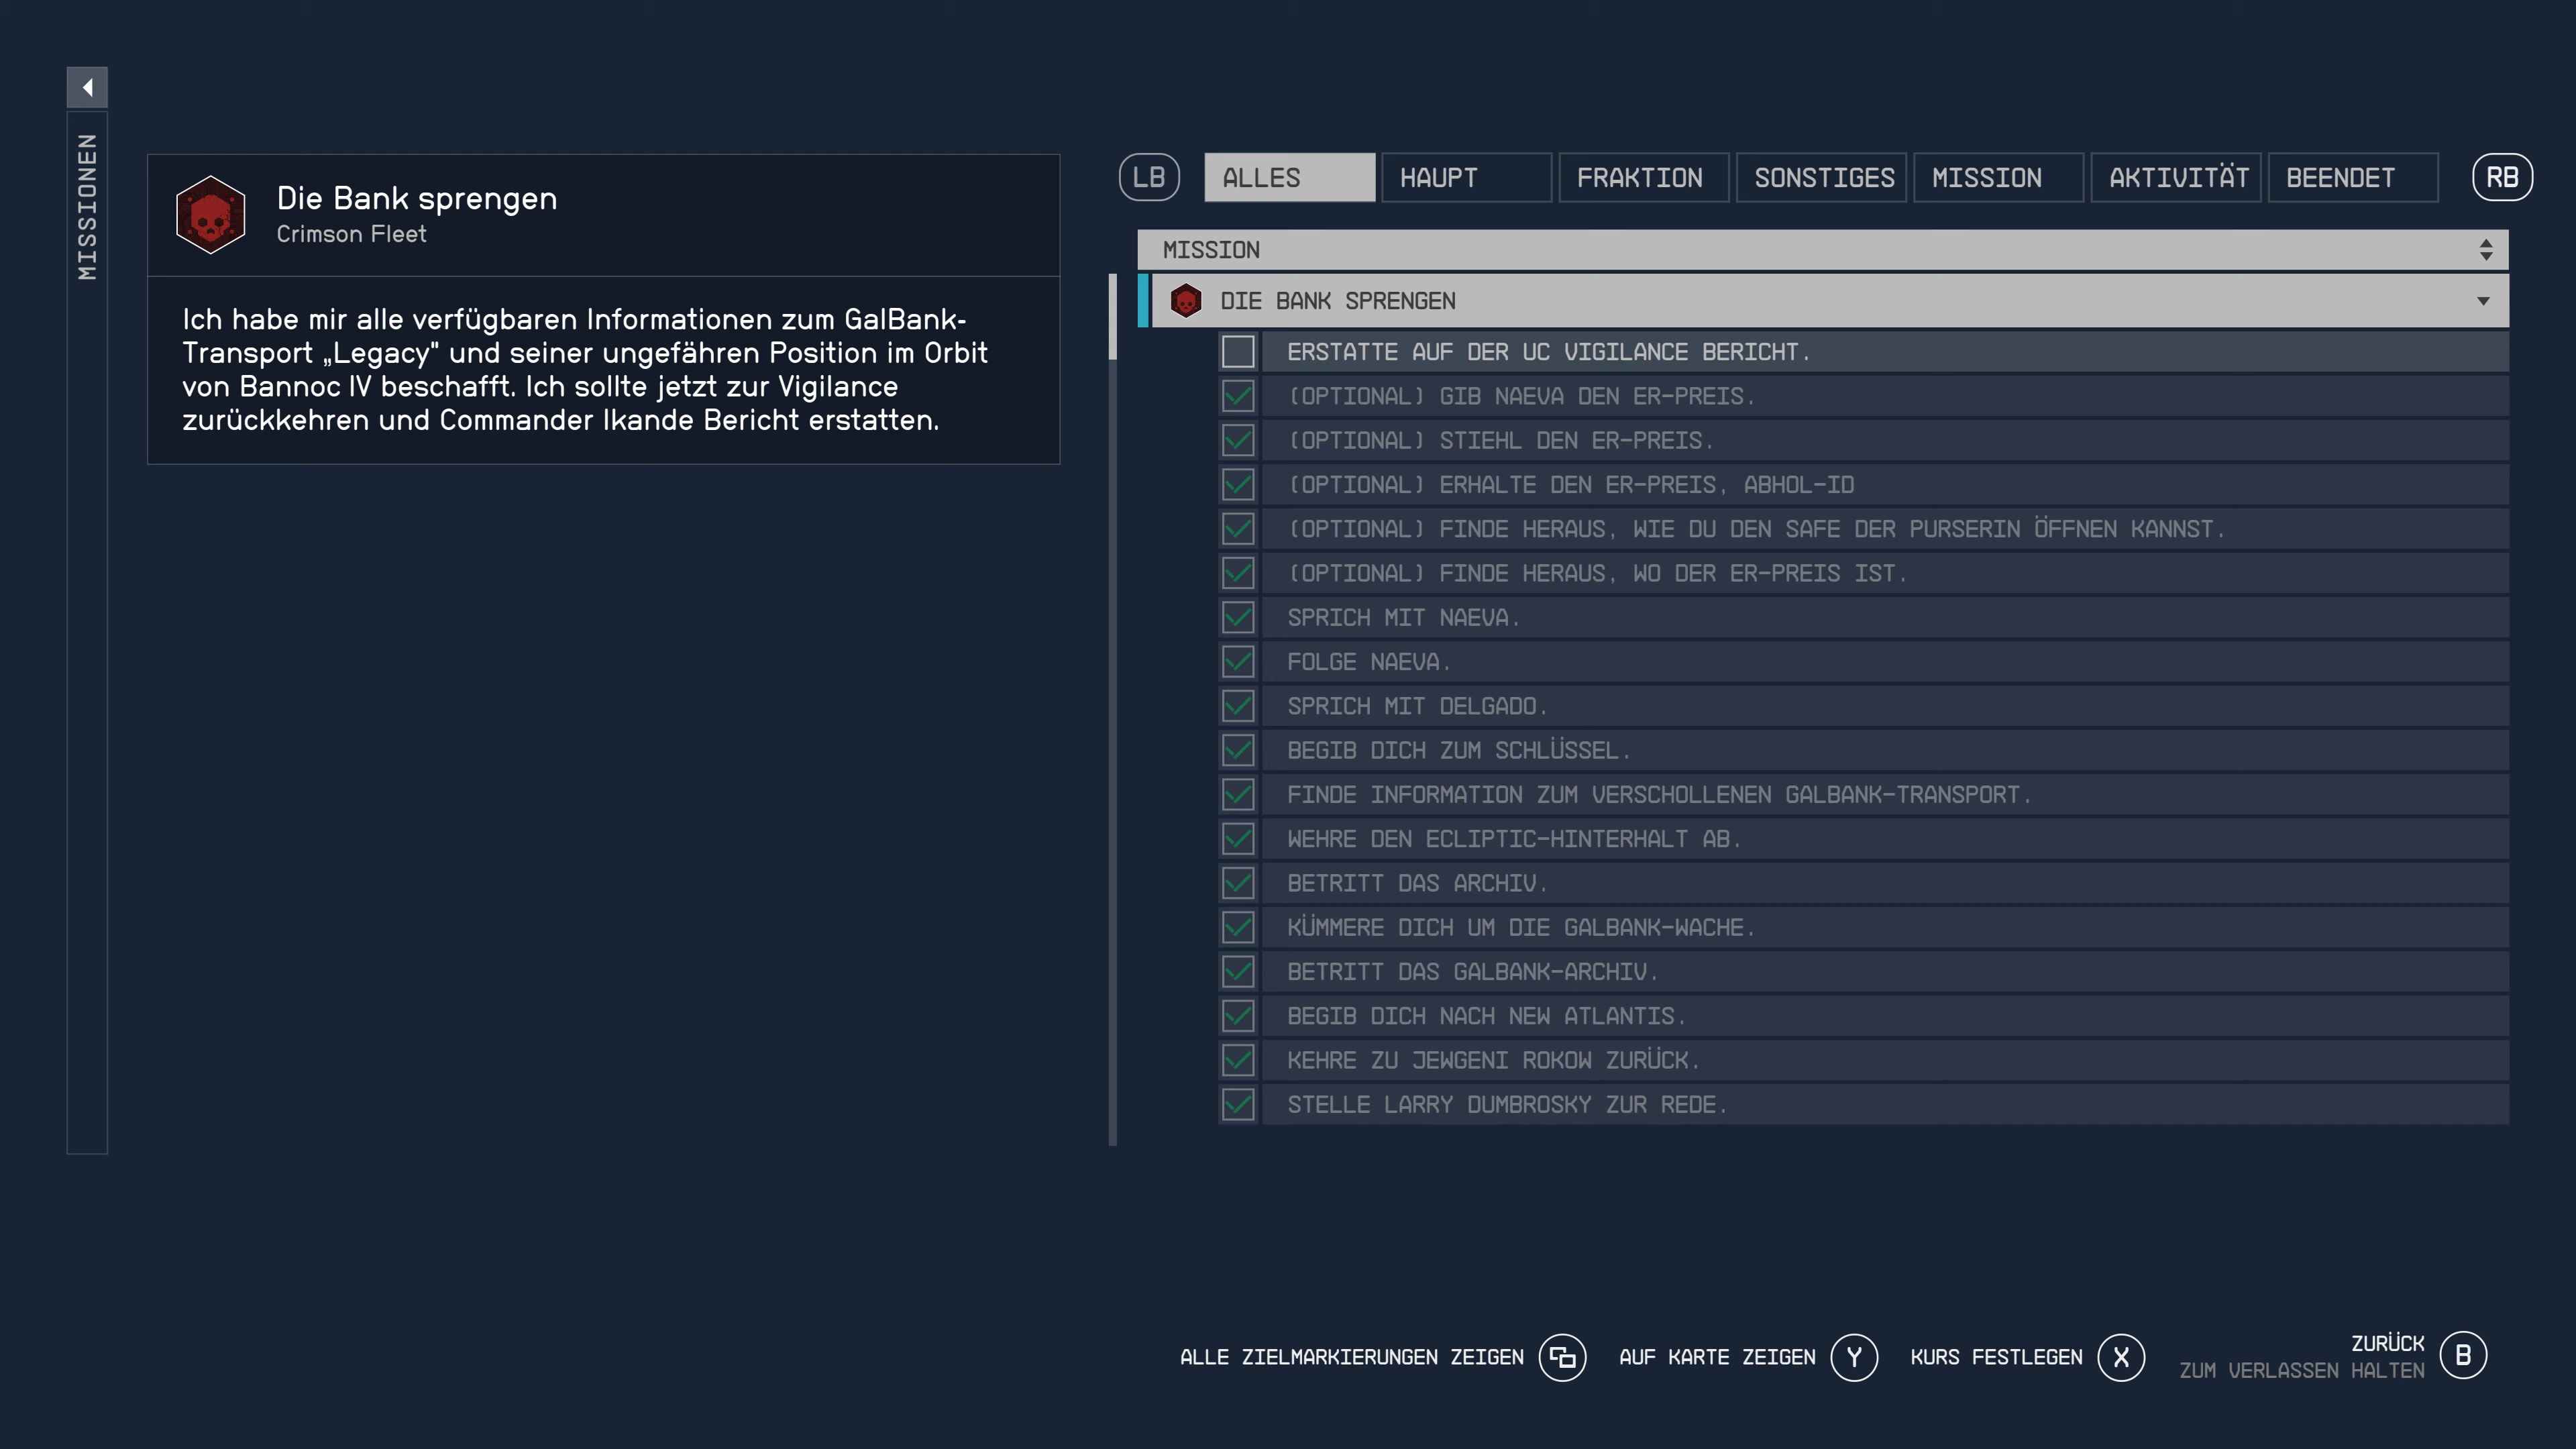 MISSIONEN
Die Bank sprengen
Crimson Fleet
Ich habe mir alle verfügbaren Informationen zum GalBank-
Transport „Legacy" und seiner ungefähren Position im Orbit
von Bannoc IV beschafft. Ich sollte jetzt zur Vigilance
zurückkehren und Commander Ikande Bericht erstatten.
LB ALLES HAUPT FRAKTION SONSTIGES MISSION AKTIVITÄT BEENDET RB
MISSION
DIE BANK SPRENGEN
ERSTATTE AUF DER UC VIGILANCE BERICHT.
(OPTIONAL) GIB NAEVA DEN ER-PREIS.
(OPTIONAL) STIEHL DEN ER-PREIS.
(OPTIONAL) ERHALTE DEN ER-PREIS, ABHOL-ID
(OPTIONAL) FINDE HERAUS, WIE DU DEN SAFE DER PURSERIN ÖFFNEN KANNST.
(OPTIONAL) FINDE HERAUS, WO DER ER-PREIS IST.
SPRICH MIT NAEVA.
FOLGE NAEVA.
SPRICH MIT DELGADO.
BEGIB DICH ZUM SCHLÜSSEL.
FINDE INFORMATION ZUM VERSCHOLLENEN GALBANK-TRANSPORT.
WEHRE DEN ECLIPTIC-HINTERHALT AB.
BETRITT DAS ARCHIV.
KÜMMERE DICH UM DIE GALBANK-WACHE.
BETRITT DAS GALBANK-ARCHIV.
BEGIB DICH NACH NEW ATLANTIS.
KEHRE ZU JEWGENI ROKOW ZURÜCK.
STELLE LARRY DUMBROSKY ZUR REDE.
ALLE ZIELMARKIERUNGEN ZEIGEN AUF KARTE ZEIGEN Y KURS FESTLEGEN X ZURÜCK B
ZUM VERLASSEN HALTEN